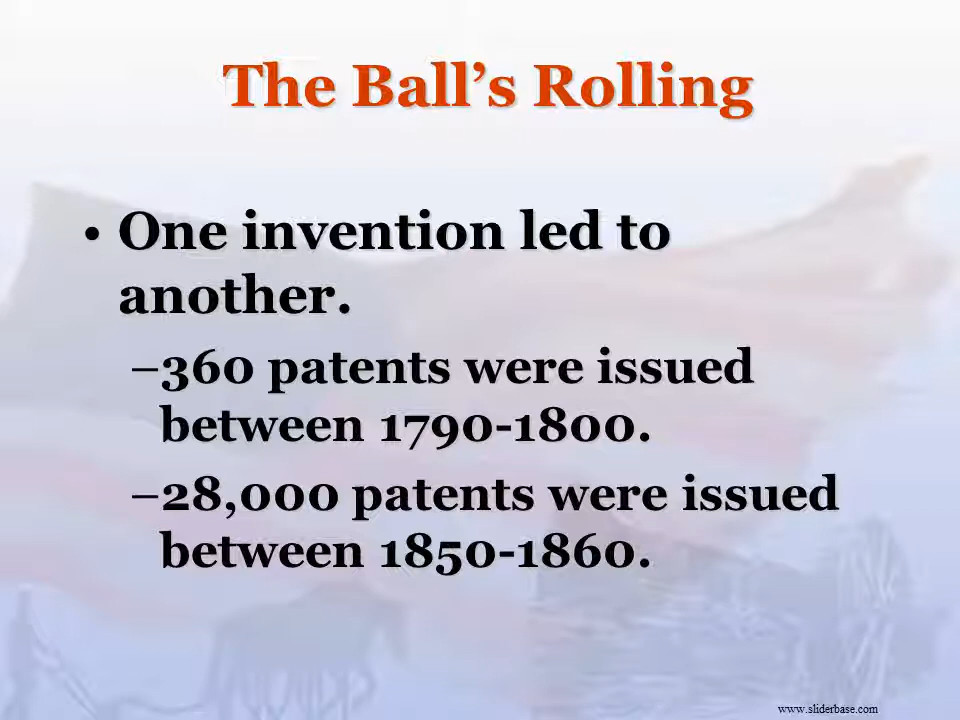 The Ball’s Rolling
• One invention led to
another.
–360 patents were issued
between 1790-1800.
–28,000 patents were issued
between 1850-1860.
www.sliderbase.com